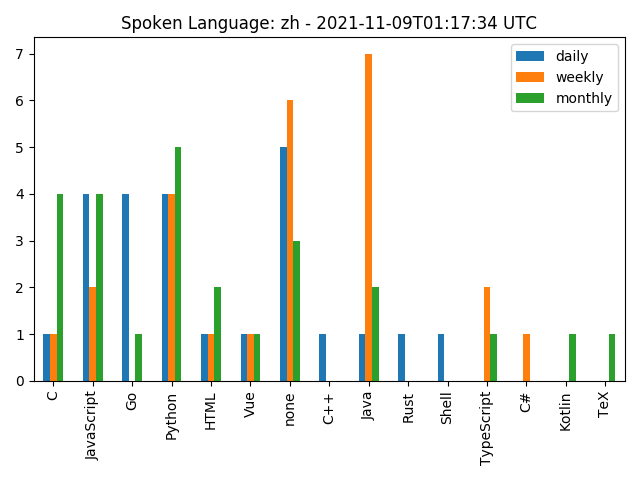 Spoken Language: zh - 2021-11-09T01:17:34 UTC
daily
weekly
monthly
7
6
5
4
3
2
1
0
C
JavaScript
Go
Python
HTML
Vue
none
C++
Java
Rust
Shell
TypeScript
C#
Kotlin
TeX